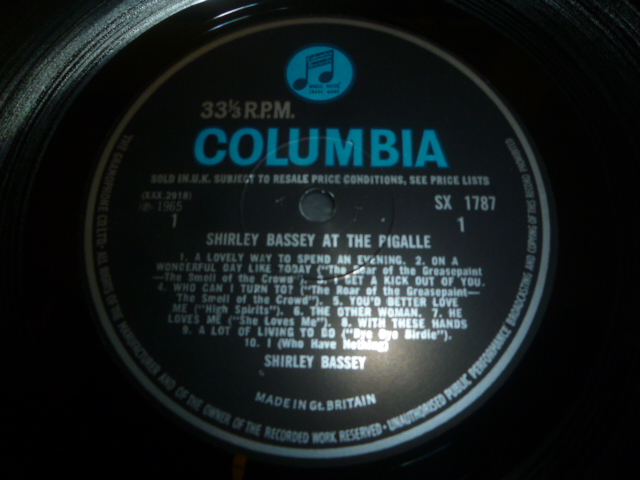 33⅓ R.P.M.
COLUMBIA
SOLD IN U.K. SUBJECT TO RESALE PRICE CONDITIONS, SEE PRICE LISTS
(XAX.2918)
SX 1787
℗ 1965
1
1
SHIRLEY BASSEY AT THE PIGALLE
1. A LOVELY WAY TO SPEND AN EVENING. 2. ON A
WONDERFUL DAY LIKE TODAY ("The Roar of the Greasepaint
—The Smell of the Crowd"). 3. I GET A KICK OUT OF YOU.
4. WHO CAN I TURN TO? ("The Roar of the Greasepaint—
The Smell of the Crowd"). 5. YOU'D BETTER LOVE
ME ("High Spirits"). 6. THE OTHER WOMAN. 7. HE
LOVES ME ("She Loves Me"). 8. WITH THESE HANDS
9. A LOT OF LIVING TO DO ("Bye Bye Birdie").
10. I (Who Have Nothing)
SHIRLEY BASSEY
MADE IN Gt. BRITAIN
THE GRAMOPHONE CO. LTD. ALL RIGHTS OF THE MANUFACTURER AND OF THE OWNER OF THE RECORDED WORK RESERVED · UNAUTHORISED PUBLIC PERFORMANCE BROADCASTING AND COPYING OF THIS RECORD PROHIBITED